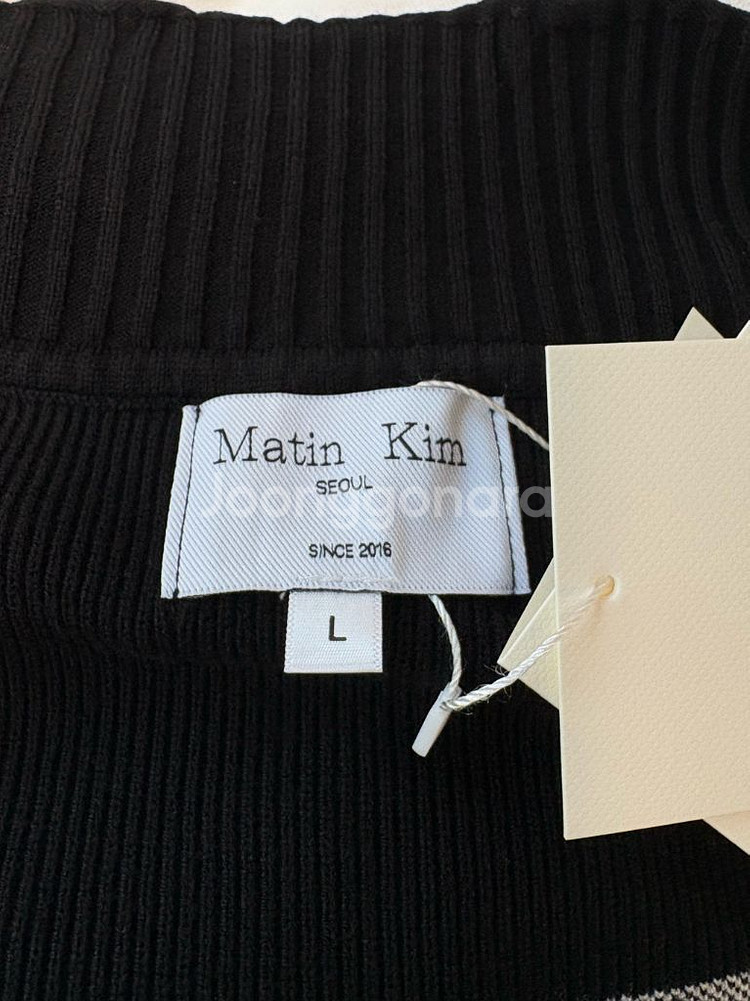 Matin Kim
SEOUL
Joonggonara
SINCE 2016
L